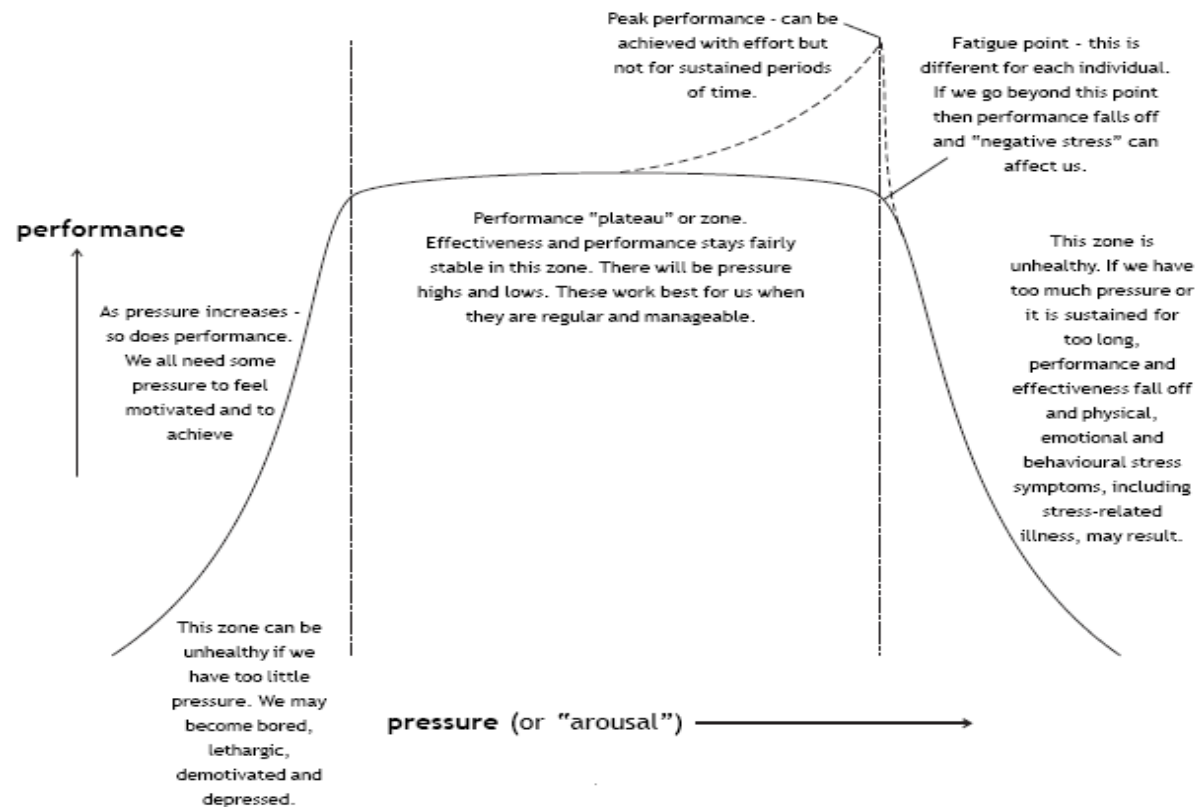 Peak performance - can be
achieved with effort but
not for sustained periods
of time.
Fatigue point - this is
different for each individual.
If we go beyond this point
then performance falls off
and "negative stress" can
affect us.
performance
As pressure increases -
so does performance.
We all need some
pressure to feel
motivated and to
achieve
Performance "plateau" or zone.
Effectiveness and performance stays fairly
stable in this zone. There will be pressure
highs and lows. These work best for us when
they are regular and manageable.
This zone is
unhealthy. If we have
too much pressure or
it is sustained for
too long,
performance and
effectiveness fall off
and physical,
emotional and
behavioural stress
symptoms, including
stress-related
illness, may result.
This zone can be
unhealthy if we
have too little
pressure. We may
become bored,
lethargic,
demotivated and
depressed.
pressure (or "arousal")